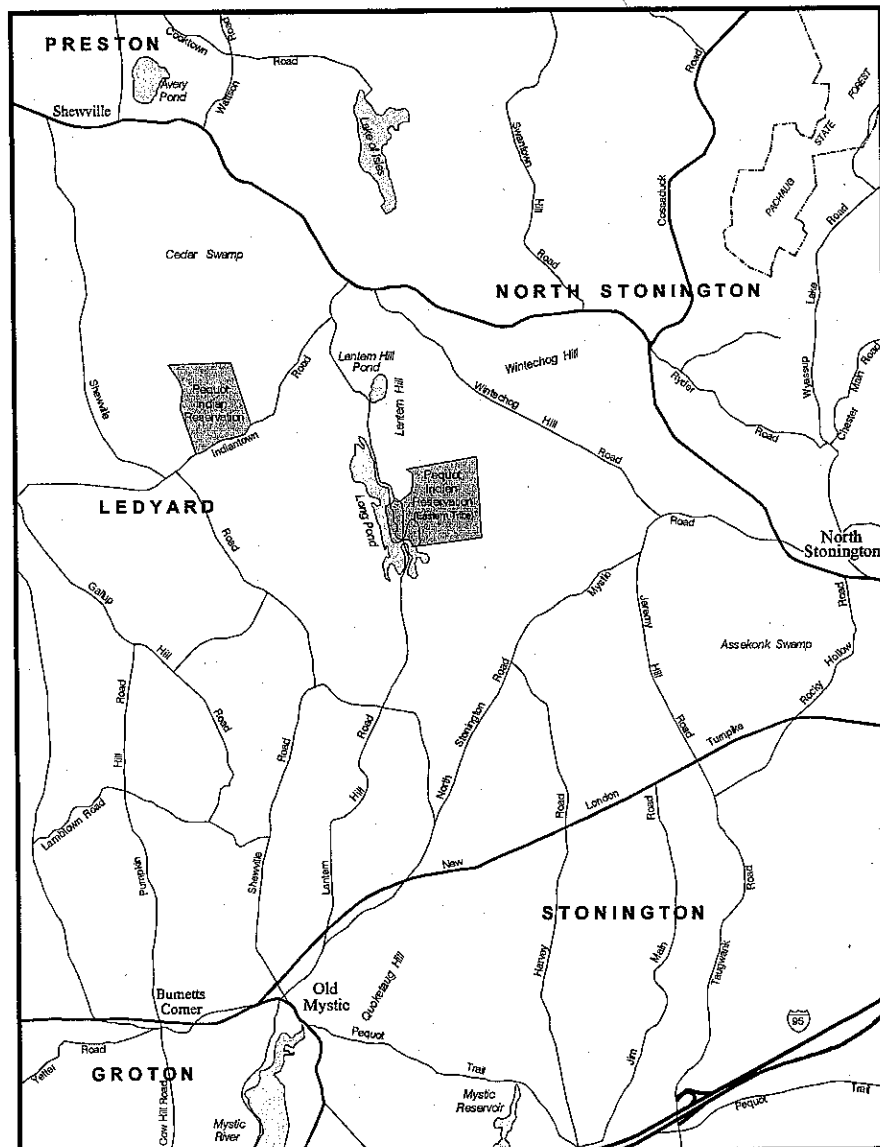 PRESTON
Cooktown
Road
Road
Watson
Avery
Pond
Shewville
Lake of Isles
Swantown
Hill
Road
Road
Cossaduck
FOREST
STATE
PACHAUG
Road
Lake
Wyassup
Cedar Swamp
NORTH STONINGTON
Lantern Hill
Pond
Lantern Hill
Wintechog Hill
Wintechog
Hill
Road
Ryder
Road
Main Road
Chester
Shewville
Pequot
Indian
Reservation
Road
Indiantown
LEDYARD
Road
Long Pond
Pequot
Indian
Reservation
(Eastern Tribe)
Road
North
Stonington
Mystic
Jeremy
Hill
Road
Assekonk Swamp
Road
Hollow
Rocky
Gallup
Hill
Road
Road
Hill
Pumpkin
Lambtown Road
Road
Shewville
Road
Hill
Lantern
Road
Stonington
North
Turnpike
London
New
Road
Harvey
Road
Main
Jim
Road
Taugwank
STONINGTON
Burnetts
Corner
Old
Mystic
Quoketaug Hill
Pequot
Trail
95
Road
Yetter
GROTON
Cow Hill Road
Mystic
River
Mystic
Reservoir
Pequot
Trail